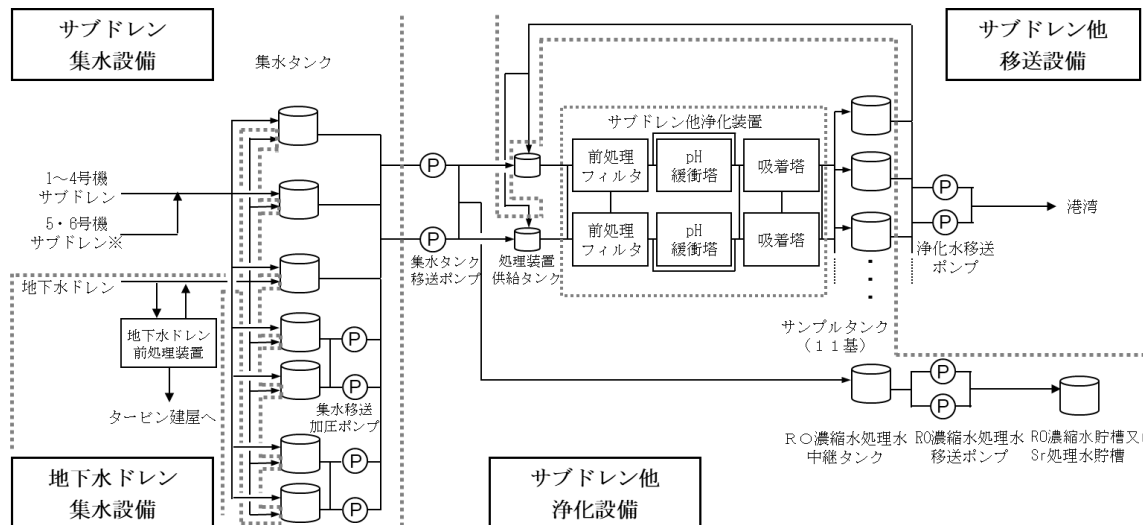 サブドレン
集水設備
集水タンク
サブドレン他
移送設備
サブドレン他浄化装置
前処理
フィルタ
pH
緩衝塔
吸着塔
1～4号機
サブドレン
5・6号機
サブドレン※
P
P
前処理
フィルタ
pH
緩衝塔
吸着塔
P
P
港湾
集水タンク
移送ポンプ
処理装置
供給タンク
浄化水移送
ポンプ
地下水ドレン
地下水ドレン
前処理装置
タービン建屋へ
P
P
集水移送
加圧ポンプ
P
P
サンプルタンク
（１１基）
P
P
ＲＯ濃縮水処理水
中継タンク
RO濃縮水処理水
移送ポンプ
RO濃縮水貯槽又は
Sr処理水貯槽
地下水ドレン
集水設備
サブドレン他
浄化設備